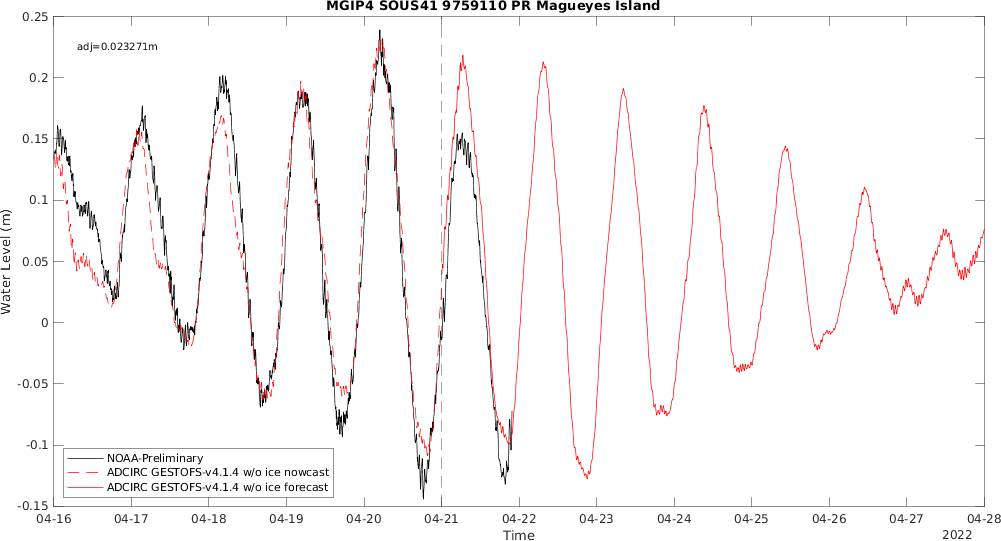 MGIP4 SOUS41 9759110 PR Magueyes Island
0.25
adj=0.023271m
0.2
0.15
0.1
0.05
0
-0.05
-0.1
-0.15
Water Level (m)
NOAA-Preliminary
ADCIRC GESTOFS-v4.1.4 w/o ice nowcast
ADCIRC GESTOFS-v4.1.4 w/o ice forecast
04-16 04-17 04-18 04-19 04-20 04-21 04-22 04-23 04-24 04-25 04-26 04-27 04-28
Time
2022